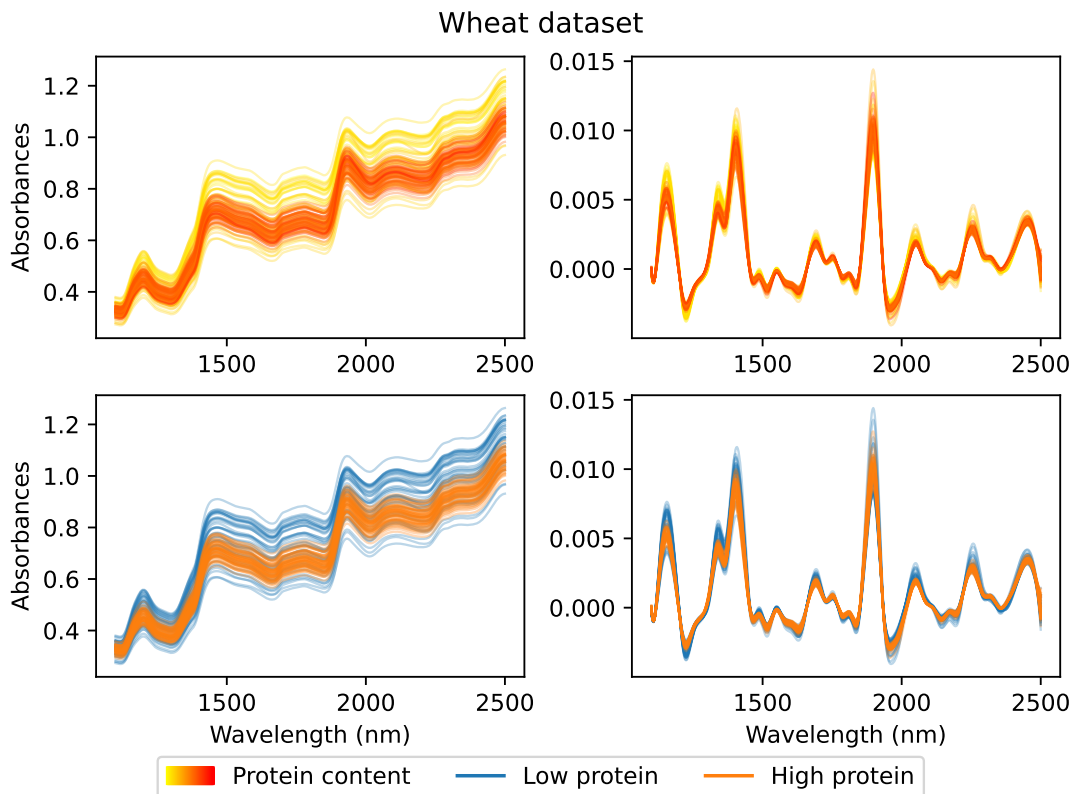 Wheat dataset
Absorbances
1.2
1.0
0.8
0.6
0.4
1500 2000 2500
0.015
0.010
0.005
0.000
1500 2000 2500
Absorbances
1.2
1.0
0.8
0.6
0.4
1500 2000 2500
Wavelength (nm)
0.015
0.010
0.005
0.000
1500 2000 2500
Wavelength (nm)
Protein content Low protein High protein